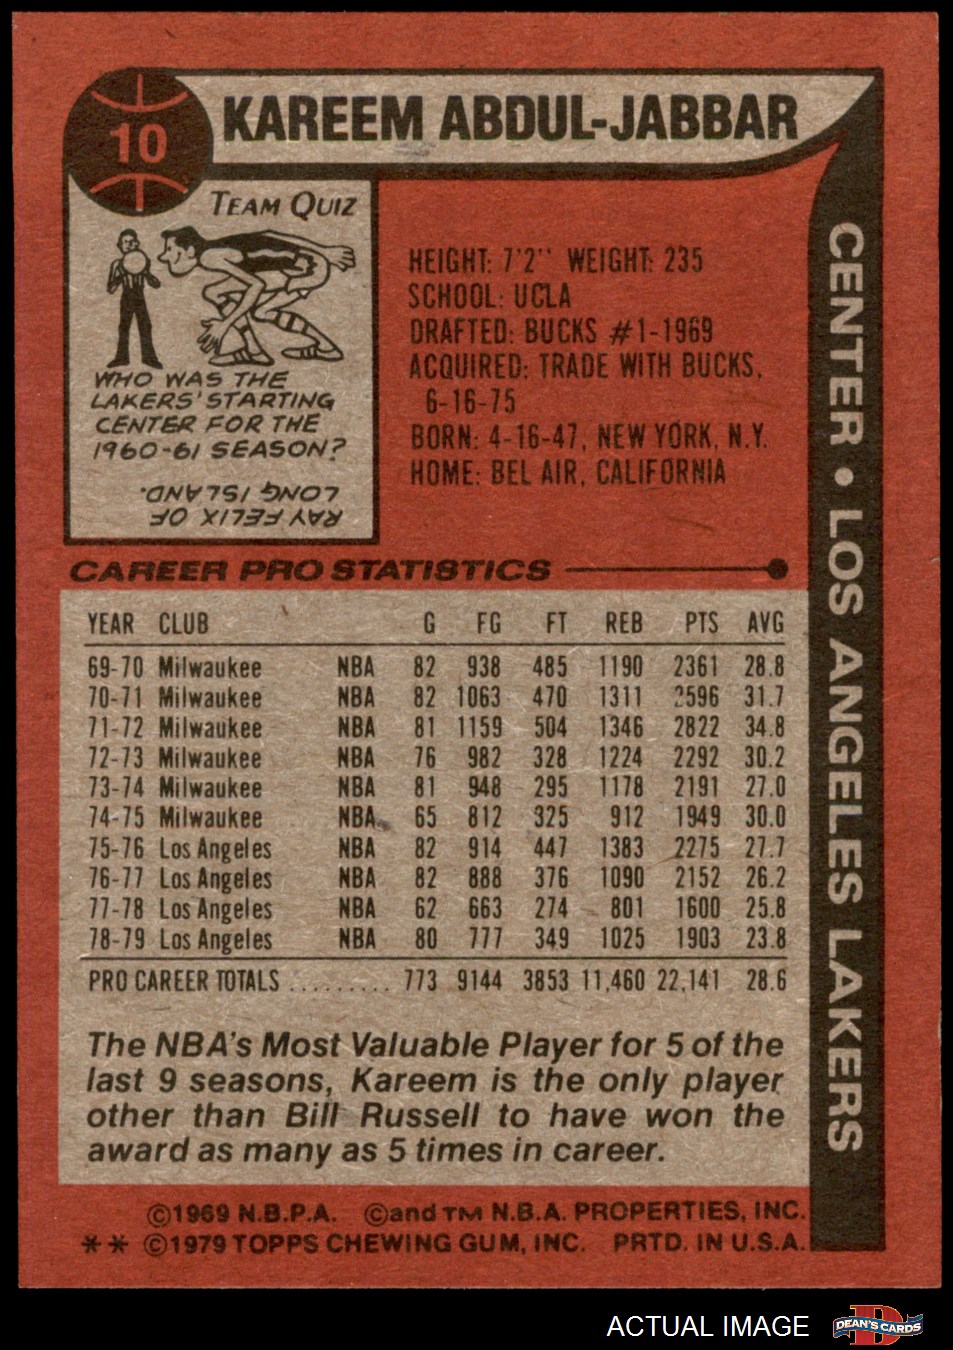 10
KAREEM ABDUL-JABBAR
TEAM QUIZ
WHO WAS THE
LAKERS' STARTING
CENTER FOR THE
1960-61 SEASON?
RAY FELIX OF
LONG ISLAND.
HEIGHT: 7'2" WEIGHT: 235
SCHOOL: UCLA
DRAFTED: BUCKS #1-1969
ACQUIRED: TRADE WITH BUCKS,
6-16-75
BORN: 4-16-47, NEW YORK, N.Y.
HOME: BEL AIR, CALIFORNIA
CENTER • LOS ANGELES LAKERS
CAREER PRO STATISTICS
YEAR CLUB G FG FT REB PTS AVG
69-70 Milwaukee NBA 82 938 485 1190 2361 28.8
70-71 Milwaukee NBA 82 1063 470 1311 2596 31.7
71-72 Milwaukee NBA 81 1159 504 1346 2822 34.8
72-73 Milwaukee NBA 76 982 328 1224 2292 30.2
73-74 Milwaukee NBA 81 948 295 1178 2191 27.0
74-75 Milwaukee NBA 65 812 325 912 1949 30.0
75-76 Los Angeles NBA 82 914 447 1383 2275 27.7
76-77 Los Angeles NBA 82 888 376 1090 2152 26.2
77-78 Los Angeles NBA 62 663 274 801 1600 25.8
78-79 Los Angeles NBA 80 777 349 1025 1903 23.8
PRO CAREER TOTALS ......... 773 9144 3853 11,460 22,141 28.6
The NBA's Most Valuable Player for 5 of the
last 9 seasons, Kareem is the only player
other than Bill Russell to have won the
award as many as 5 times in career.
©1969 N.B.P.A. ©and TM N.B.A. PROPERTIES, INC.
** ©1979 TOPPS CHEWING GUM, INC. PRTD. IN U.S.A.
ACTUAL IMAGE
D
DEAN'S CARDS